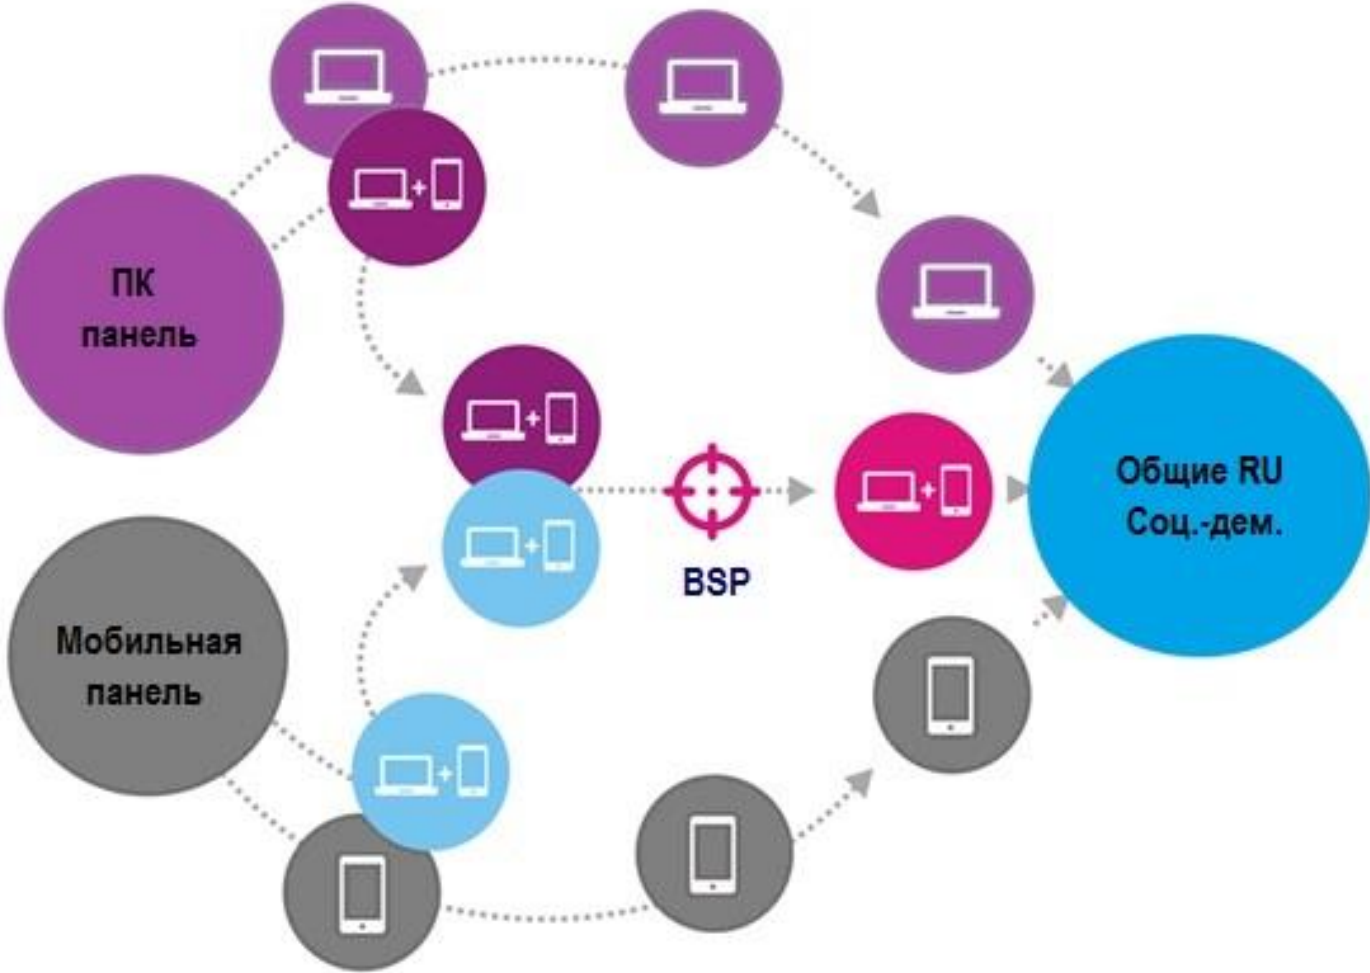 ПК
панель
Общие RU
Соц.-дем.
BSP
Мобильная
панель